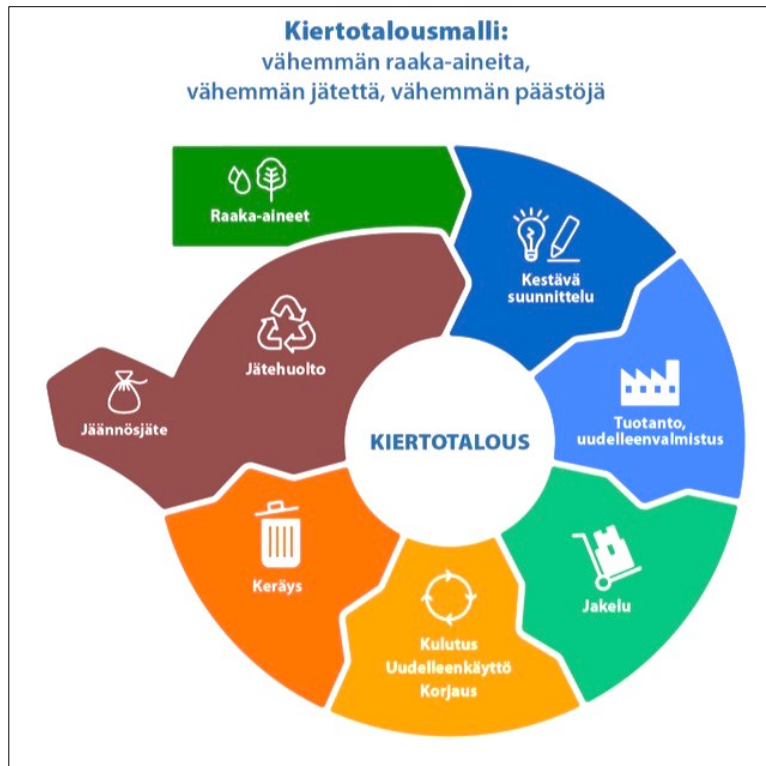 Kiertotalousmalli:
vähemmän raaka-aineita,
vähemmän jätettä, vähemmän päästöjä
Raaka-aineet
Kestävä
suunnittelu
Tuotanto,
uudelleenvalmistus
Jakelu
Kulutus
Uudelleenkäyttö
Korjaus
Keräys
Jätehuolto
Jäännösjäte
KIERTOTALOUS